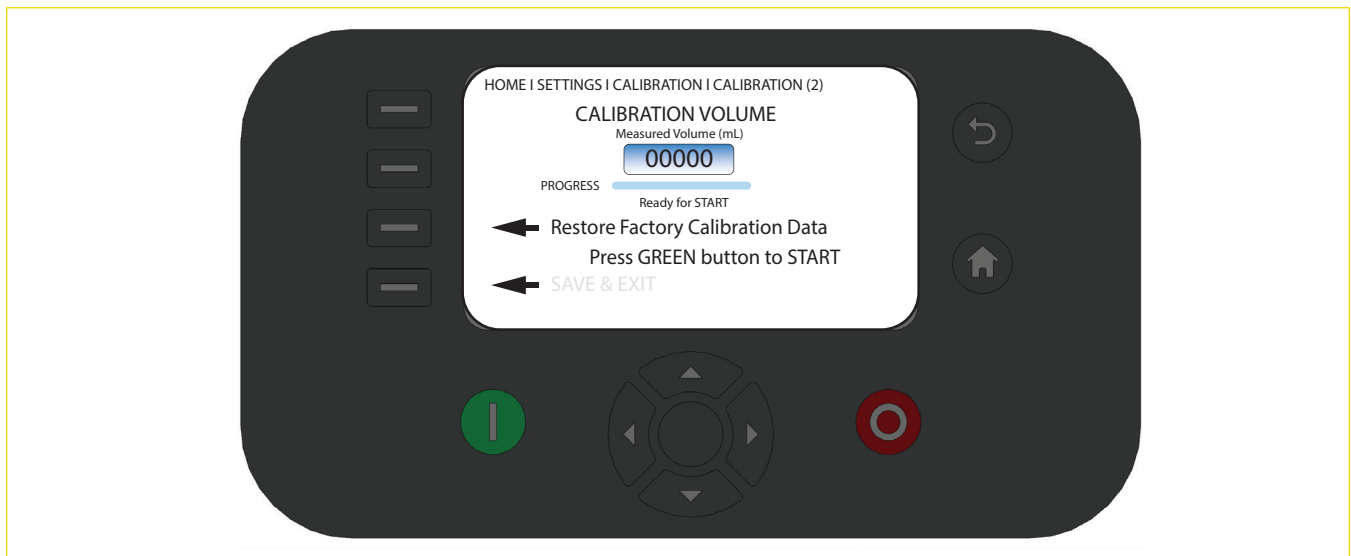 HOME I SETTINGS I CALIBRATION I CALIBRATION (2)
CALIBRATION VOLUME
Measured Volume (mL)
00000
PROGRESS
Ready for START
Restore Factory Calibration Data
Press GREEN button to START
SAVE & EXIT